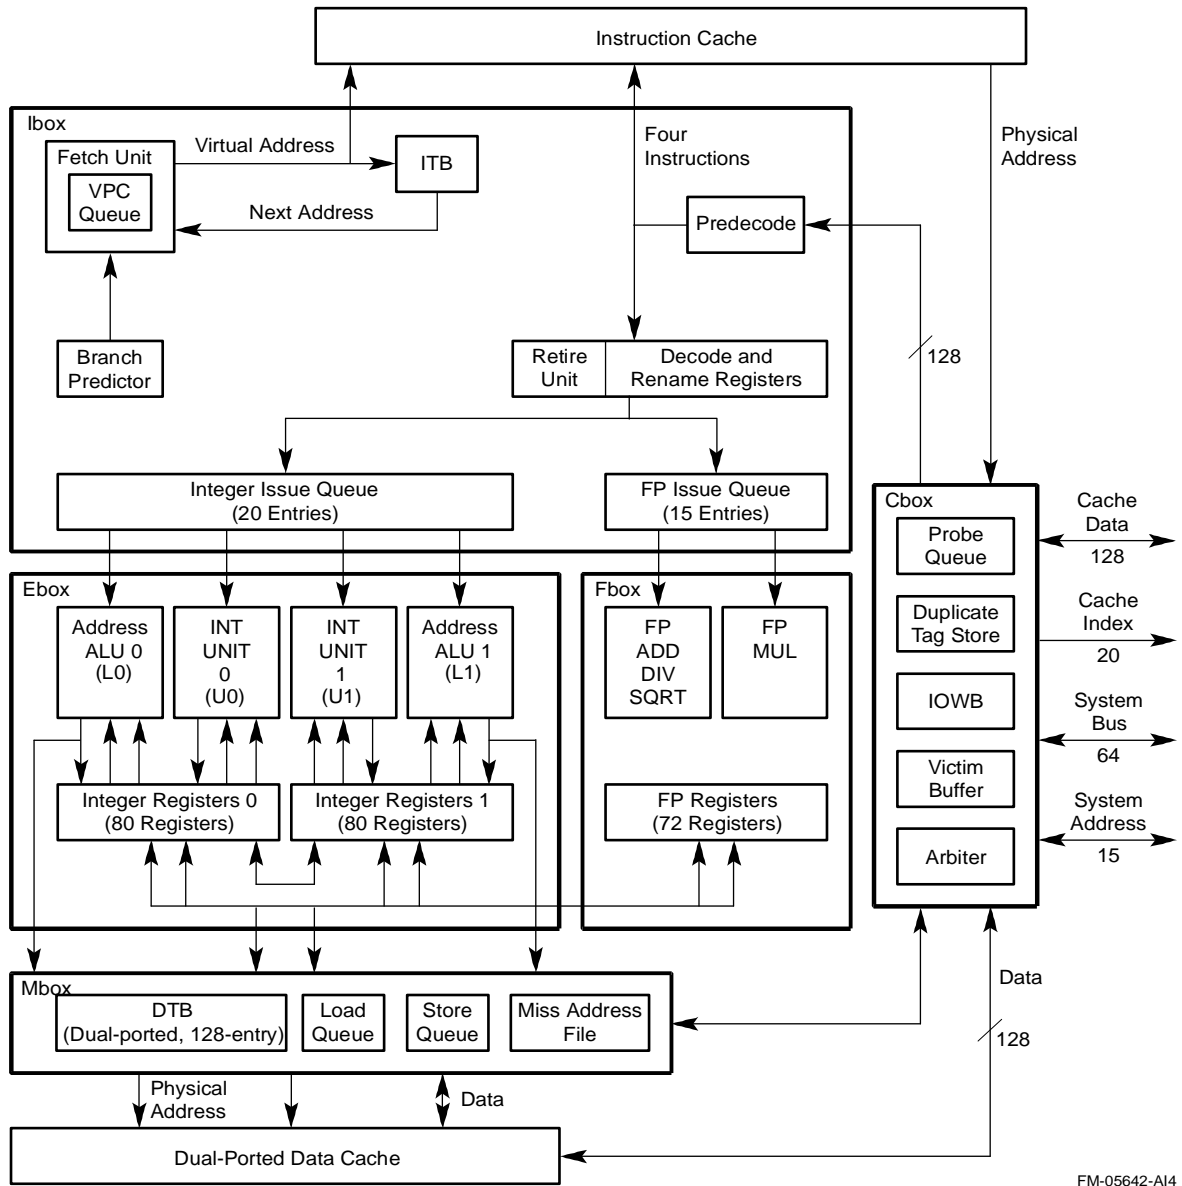 Instruction Cache
Ibox
Fetch Unit
VPC
Queue
Virtual Address
ITB
Next Address
Four
Instructions
Physical
Address
Predecode
Branch
Predictor
Retire
Unit
Decode and
Rename Registers
128
Integer Issue Queue
(20 Entries)
FP Issue Queue
(15 Entries)
Cbox
Probe
Queue
Duplicate
Tag Store
IOWB
Victim
Buffer
Arbiter
Cache
Data
128
Cache
Index
20
System
Bus
64
System
Address
15
Ebox
Address
ALU 0
(L0)
INT
UNIT
0
(U0)
INT
UNIT
1
(U1)
Address
ALU 1
(L1)
Integer Registers 0
(80 Registers)
Integer Registers 1
(80 Registers)
Fbox
FP
ADD
DIV
SQRT
FP
MUL
FP Registers
(72 Registers)
Mbox
DTB
(Dual-ported, 128-entry)
Load
Queue
Store
Queue
Miss Address
File
Data
128
Physical
Address
Data
Dual-Ported Data Cache
FM-05642-AI4